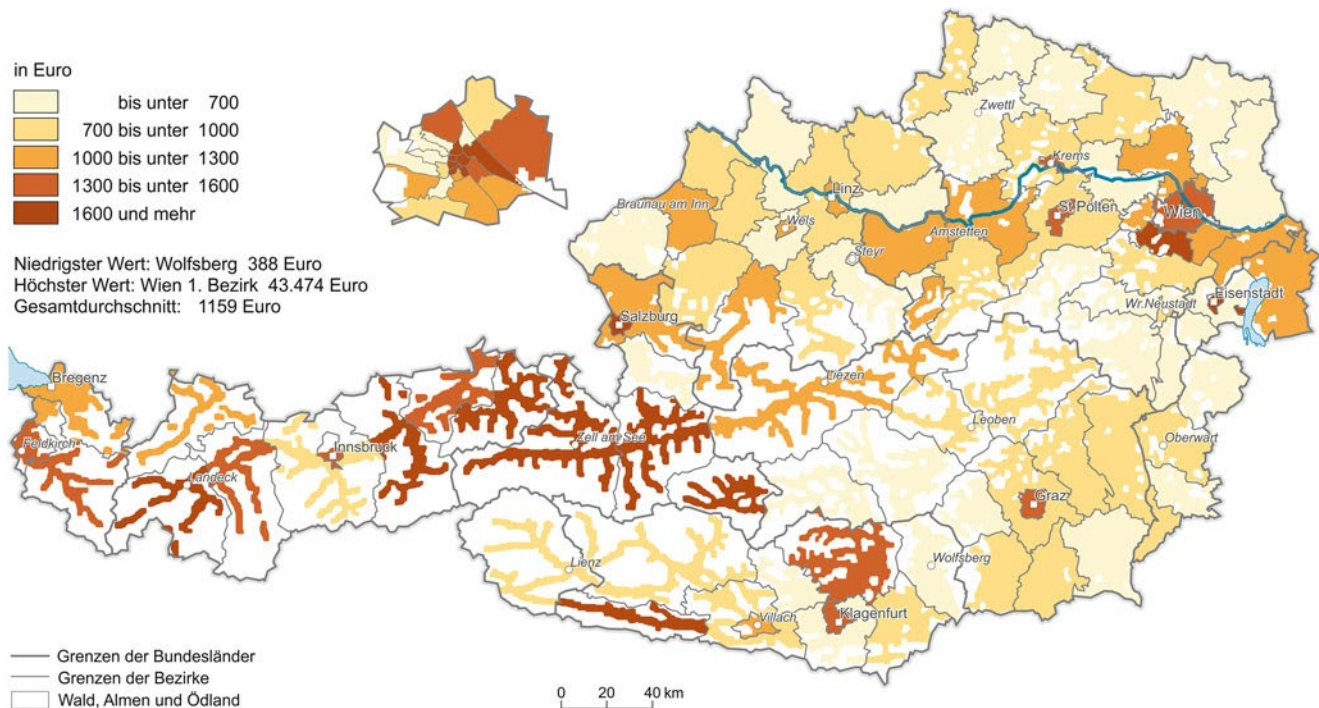 in Euro
bis unter 700
700 bis unter 1000
1000 bis unter 1300
1300 bis unter 1600
1600 und mehr
Niedrigster Wert: Wolfsberg 388 Euro
Höchster Wert: Wien 1. Bezirk 43.474 Euro
Gesamtdurchschnitt: 1159 Euro
Zwettl
Krems
Linz
Braunau am Inn
St.Pölten
Wien
Wels
Amstetten
Steyr
Eisenstadt
Wr.Neustadt
Salzburg
Bregenz
Liezen
Leoben
Feldkirch
Innsbruck
Zell am See
Oberwart
Landeck
Graz
Lienz
Wolfsberg
Villach
Klagenfurt
Grenzen der Bundesländer
Grenzen der Bezirke
Wald, Almen und Ödland
0 20 40 km